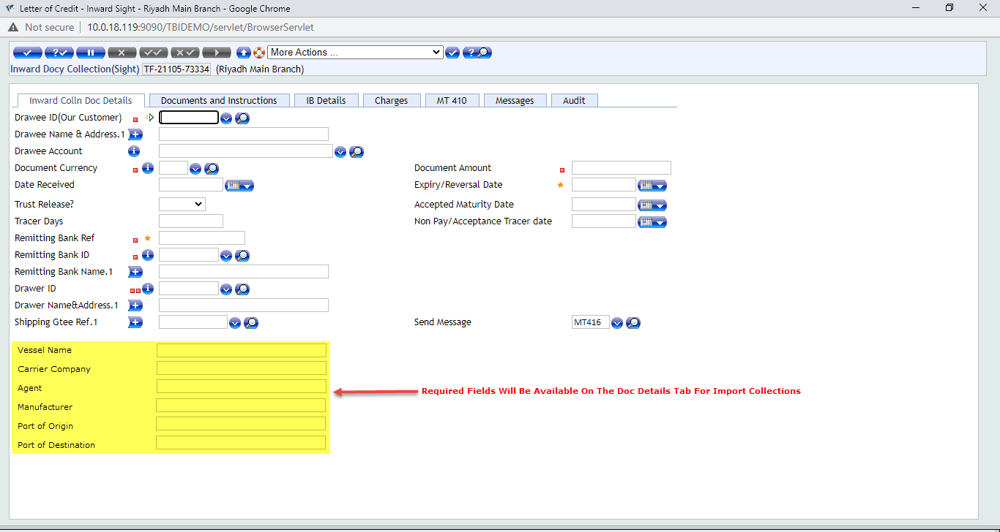 Letter of Credit - Inward Sight - Riyadh Main Branch - Google Chrome
Not secure 10.0.18.119:9090/TBIDEMO/servlet/BrowserServlet
More Actions ...
Inward Docy Collection(Sight) TF-21105-73334 (Riyadh Main Branch)
Inward Colln Doc Details Documents and Instructions IB Details Charges MT 410 Messages Audit
Drawee ID(Our Customer)
Drawee Name & Address.1
Drawee Account
Document Currency Document Amount
Date Received Expiry/Reversal Date
Trust Release? Accepted Maturity Date
Tracer Days Non Pay/Acceptance Tracer date
Remitting Bank Ref
Remitting Bank ID
Remitting Bank Name.1
Drawer ID
Drawer Name&Address.1
Shipping Gtee Ref.1 Send Message MT416
Vessel Name
Carrier Company
Agent
Required Fields Will Be Available On The Doc Details Tab For Import Collections
Manufacturer
Port of Origin
Port of Destination